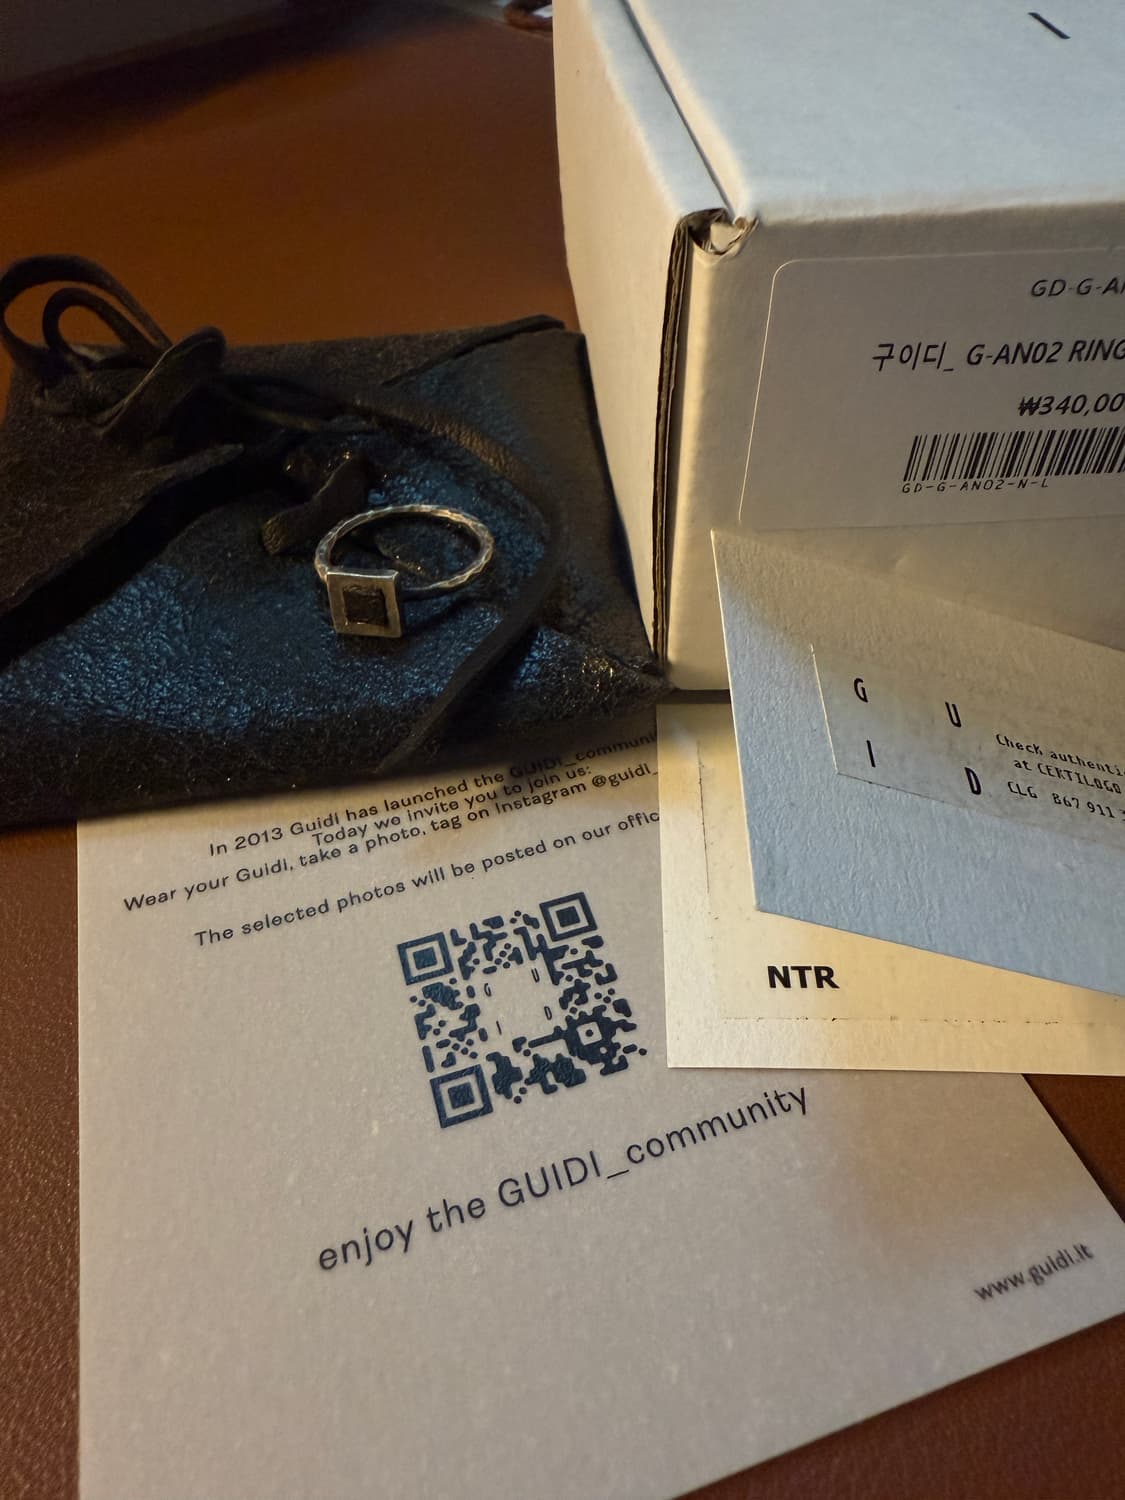 GD-G-A
구이디_ G-AN02 RING
₩340,00
GD-G-AN02-N-L
G U I D
Check authenti
at CERTILOGO
CLG 867 911
In 2013 Guidi has launched the GUIDI_communi
Today we invite you to join us:
Wear your Guidi, take a photo, tag on Instagram @guidi_
The selected photos will be posted on our offic
G U
I D
NTR
enjoy the GUIDI_community
www.guidi.it